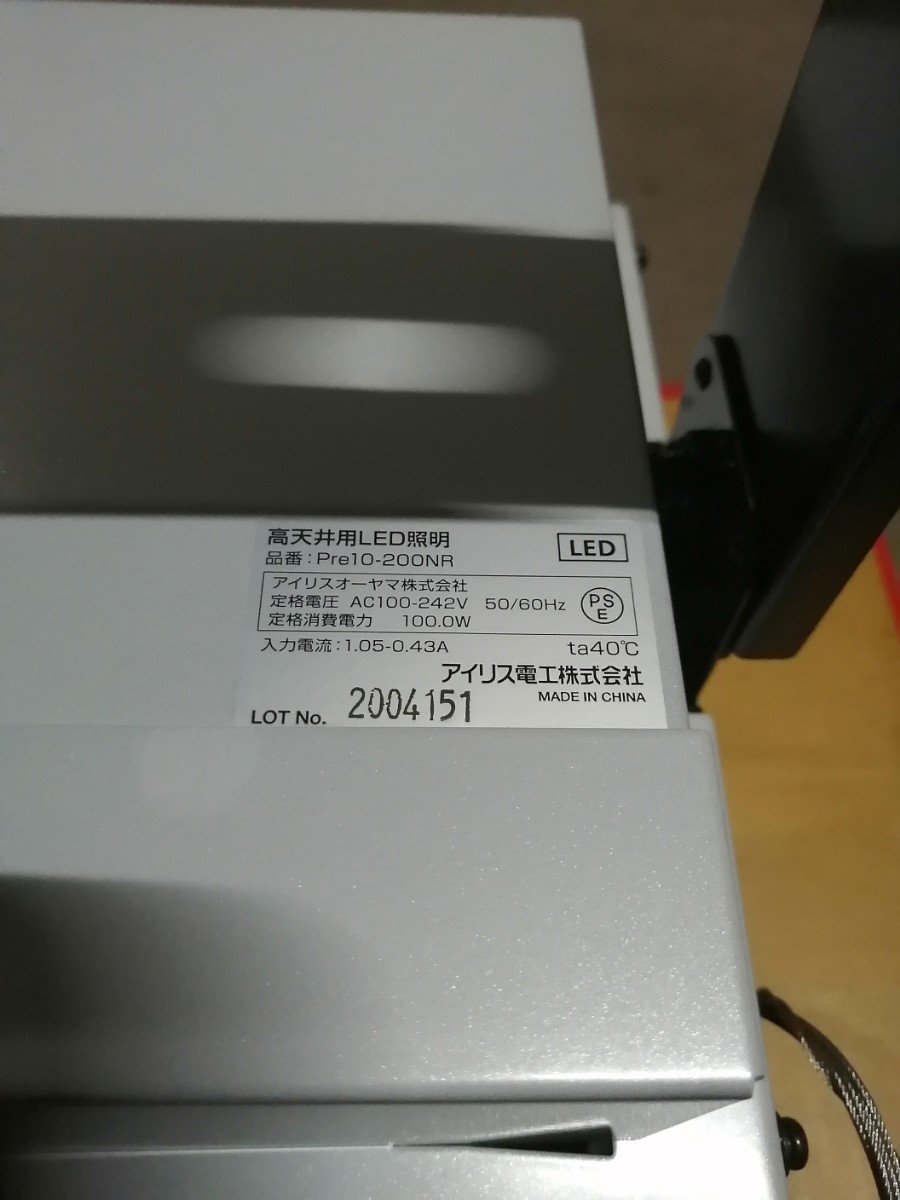 高天井用LED照明
LED
品番:Pre10-200NR
アイリスオーヤマ株式会社
定格電圧 AC100-242V 50/60Hz
PSE
定格消費電力 100.0W
入力電流:1.05-0.43A ta40℃
アイリス電工株式会社
MADE IN CHINA
LOT No. 2004151